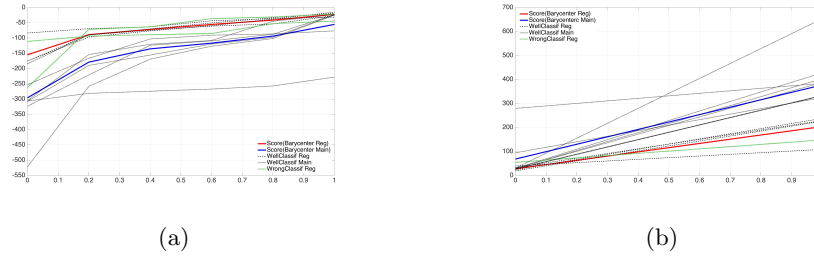 0
-50
-100
-150
-200
-250
-300
-350
-400
-450
-500
-550
0 0.1 0.2 0.3 0.4 0.5 0.6 0.7 0.8 0.9 1
Score(Barycenter Reg)
Score(Barycenterc Main)
WellClassif Reg
WellClassif Main
WrongClassif Reg
(a)
700
600
500
400
300
200
100
0
0 0.1 0.2 0.3 0.4 0.5 0.6 0.7 0.8 0.9
Score(Barycenter Reg)
Score(Barycenterc Main)
WellClassif Reg
WellClassif Main
WrongClassif Reg
(b)